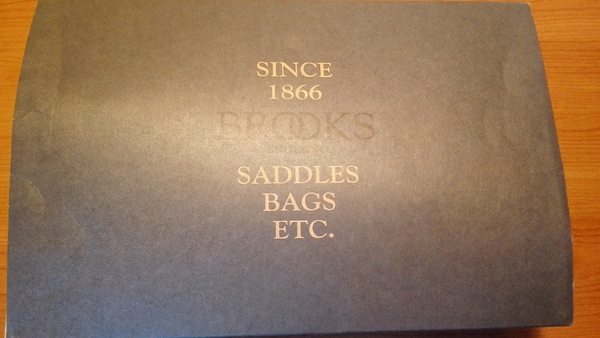 SINCE
1866
BROOKS
SADDLES
BAGS
ETC.